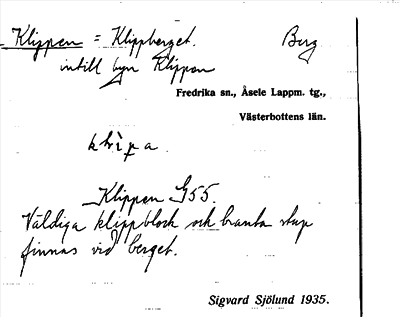 Klippen = Klippberget. Berg
intill byn Klippen
Fredrika sn., Åsele Lappm. tg.,
Västerbottens län.
Klippen G55.
Väldiga klippblock och branta stup
finnas vid berget.
Sigvard Sjölund 1935.